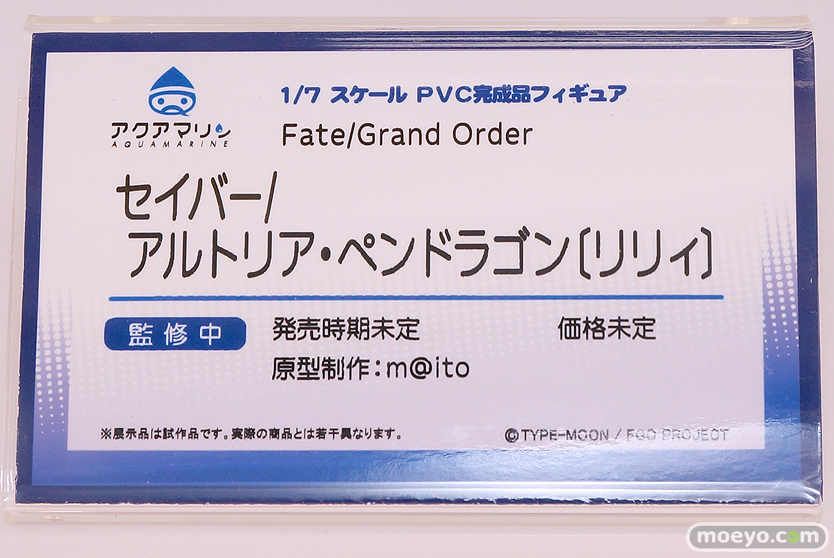 アクアマリン
AQUAMARINE
1/7 スケール PVC完成品フィギュア
Fate/Grand Order
セイバー/
アルトリア・ペンドラゴン〔リリィ〕
監修中 発売時期未定 価格未定
原型制作：m@ito
※展示品は試作品です。実際の商品とは若干異なります。
©TYPE-MOON / FGO PROJECT
moeyo.com